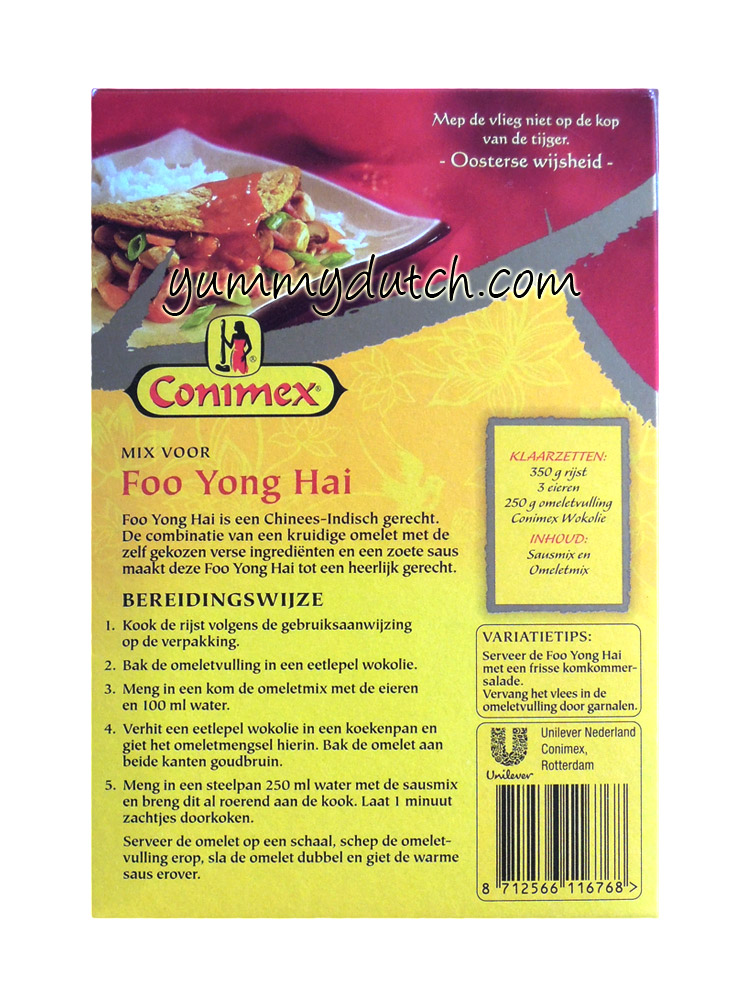 Mep de vlieg niet op de kop
van de tijger.
- Oosterse wijsheid -
yummydutch.com
®
Conimex®
MIX VOOR
Foo Yong Hai
Foo Yong Hai is een Chinees-Indisch gerecht.
De combinatie van een kruidige omelet met de
zelf gekozen verse ingrediënten en een zoete saus
maakt deze Foo Yong Hai tot een heerlijk gerecht.
BEREIDINGSWIJZE
1. Kook de rijst volgens de gebruiksaanwijzing
op de verpakking.
2. Bak de omeletvulling in een eetlepel wokolie.
3. Meng in een kom de omeletmix met de eieren
en 100 ml water.
4. Verhit een eetlepel wokolie in een koekenpan en
giet het omeletmengsel hierin. Bak de omelet aan
beide kanten goudbruin.
5. Meng in een steelpan 250 ml water met de sausmix
en breng dit al roerend aan de kook. Laat 1 minuut
zachtjes doorkoken.
Serveer de omelet op een schaal, schep de omelet-
vulling erop, sla de omelet dubbel en giet de warme
saus erover.
KLAARZETTEN:
350 g rijst
3 eieren
250 g omeletvulling
Conimex Wokolie
INHOUD:
Sausmix en
Omeletmix
VARIATIETIPS:
Serveer de Foo Yong Hai
met een frisse komkommer-
salade.
Vervang het vlees in de
omeletvulling door garnalen.
Unilever
Unilever Nederland
Conimex,
Rotterdam
8 712566 116768 >